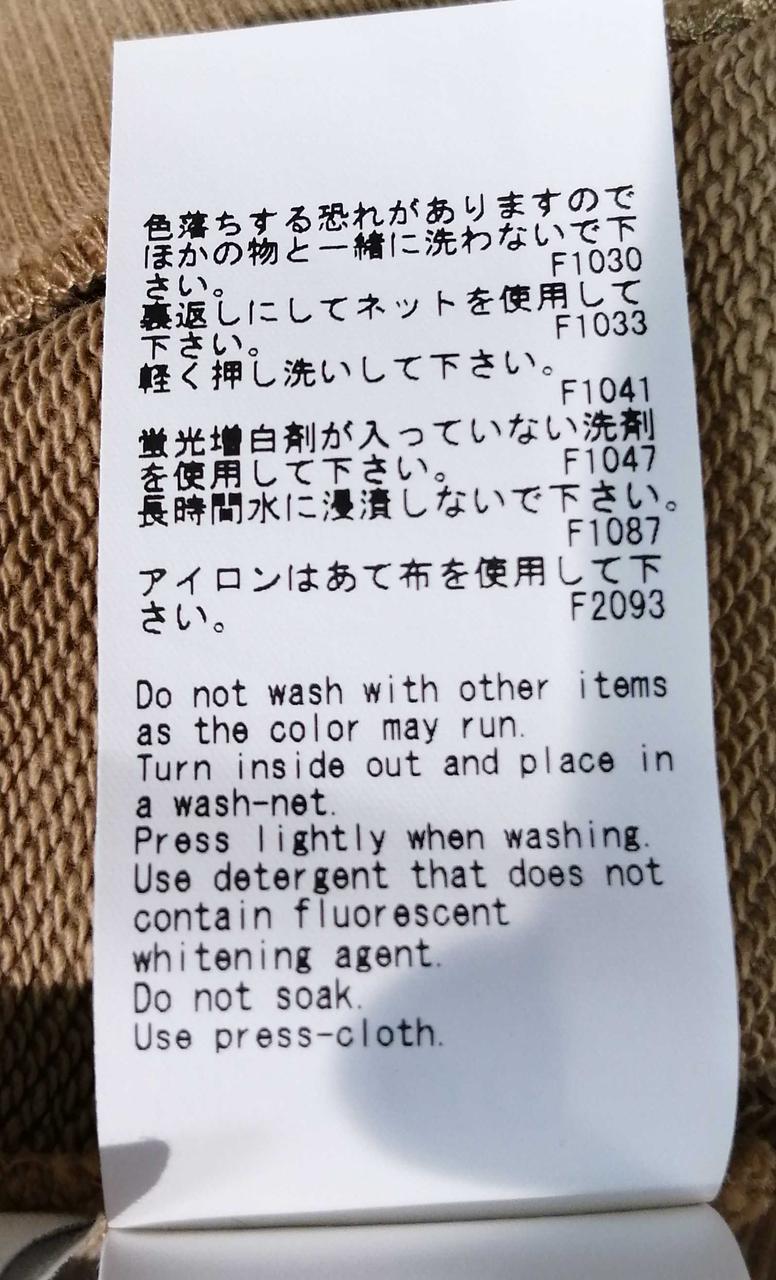 色落ちする恐れがありますので
ほかの物と一緒に洗わないで下
さい。 F1030
裏返しにしてネットを使用して
下さい。 F1033
軽く押し洗いして下さい。
F1041
蛍光増白剤が入っていない洗剤
を使用して下さい。 F1047
長時間水に浸漬しないで下さい。
F1087
アイロンはあて布を使用して下
さい。 F2093
Do not wash with other items
as the color may run.
Turn inside out and place in
a wash-net.
Press lightly when washing.
Use detergent that does not
contain fluorescent
whitening agent.
Do not soak.
Use press-cloth.